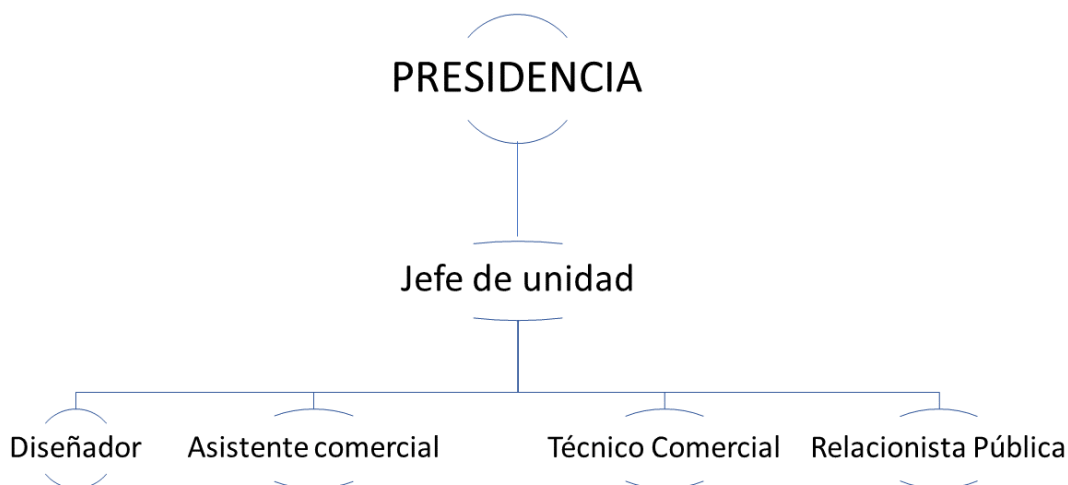 PRESIDENCIA
Jefe de unidad
Diseñador
Asistente comercial
Técnico Comercial
Relacionista Pública